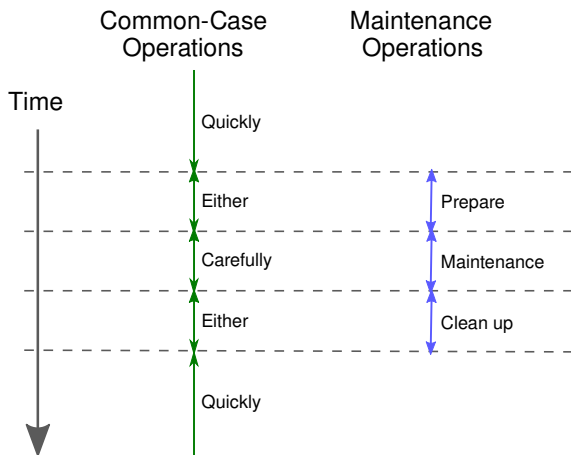 Common-Case
Operations
Maintenance
Operations
Time
Quickly
Either
Prepare
Carefully
Maintenance
Either
Clean up
Quickly